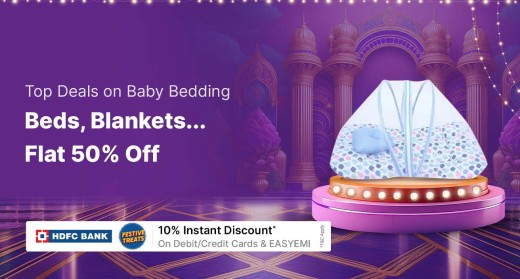 Top Deals on Baby Bedding
Beds, Blankets...
Flat 50% Off
HDFC BANK
FESTIVE
TREATS
10% Instant Discount*
On Debit/Credit Cards & EASYEMI
*T&C Apply